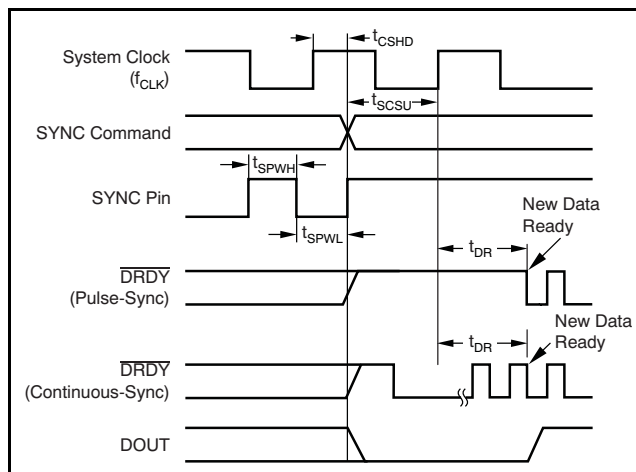 System Clock
(fCLK)
tCSHD
tSCSU
SYNC Command
tSPWH
SYNC Pin
tSPWL
New Data
Ready
tDR
DRDY
(Pulse-Sync)
New Data
Ready
tDR
DRDY
(Continuous-Sync)
DOUT